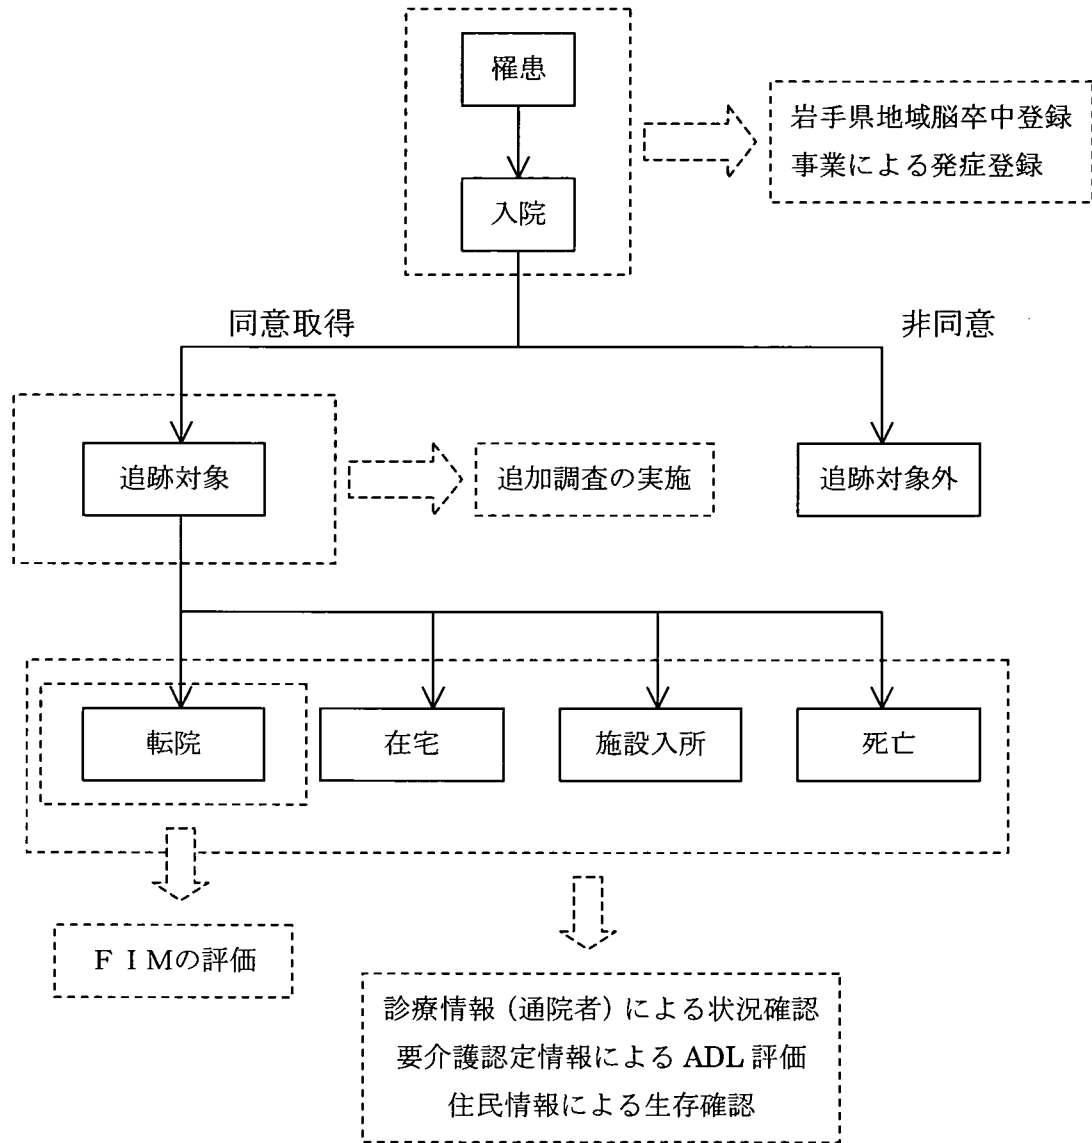 罹患
岩手県地域脳卒中登録
事業による発症登録
入院
同意取得
非同意
追跡対象
追加調査の実施
追跡対象外
転院
在宅
施設入所
死亡
ＦＩＭの評価
診療情報（通院者）による状況確認
要介護認定情報による ADL 評価
住民情報による生存確認